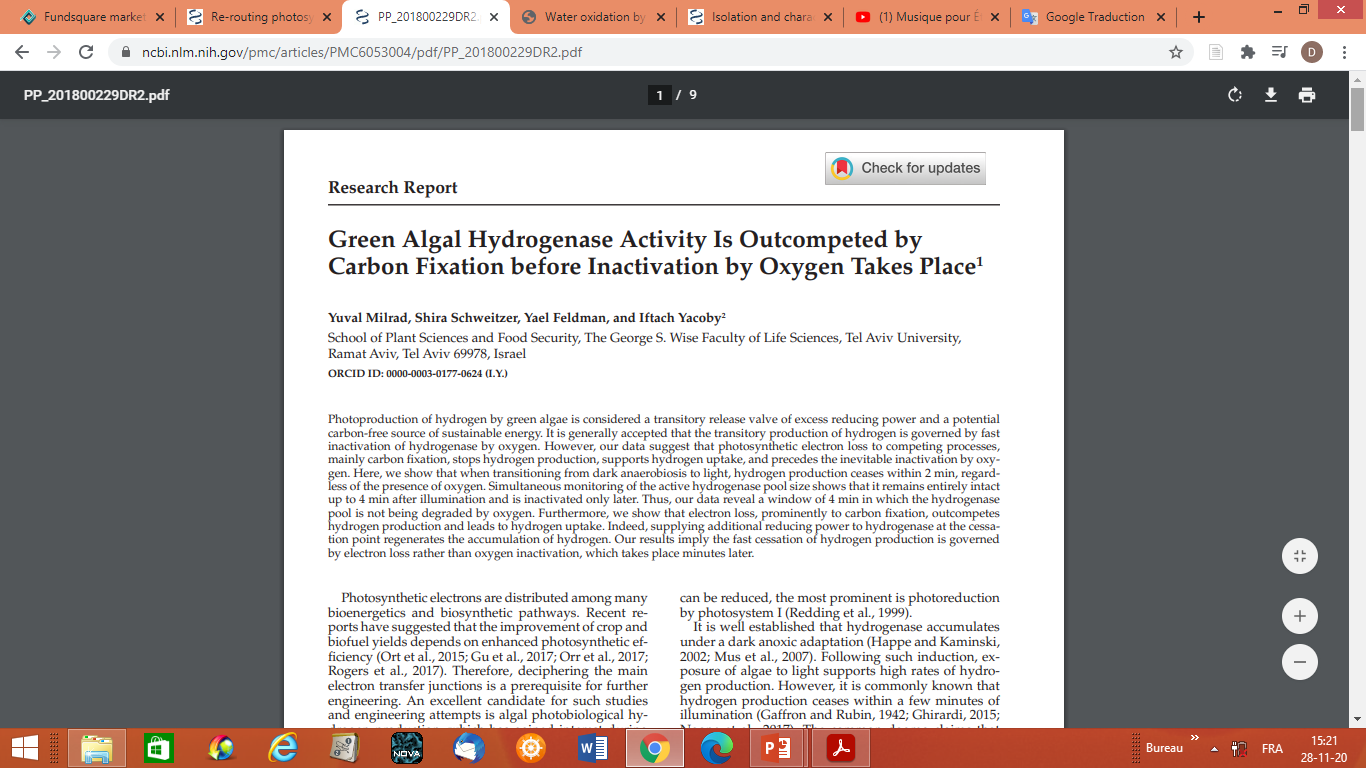 Fundsquare market
Re-routing photosy
PP_201800229DR2.
Water oxidation by
Isolation and chara
(1) Musique pour É
Google Traduction
ncbi.nlm.nih.gov/pmc/articles/PMC6053004/pdf/PP_201800229DR2.pdf
D
PP_201800229DR2.pdf
1 / 9
Check for updates
Research Report
Green Algal Hydrogenase Activity Is Outcompeted by
Carbon Fixation before Inactivation by Oxygen Takes Place1
Yuval Milrad, Shira Schweitzer, Yael Feldman, and Iftach Yacoby2
School of Plant Sciences and Food Security, The George S. Wise Faculty of Life Sciences, Tel Aviv University,
Ramat Aviv, Tel Aviv 69978, Israel
ORCID ID: 0000-0003-0177-0624 (I.Y.)
Photoproduction of hydrogen by green algae is considered a transitory release valve of excess reducing power and a potential
carbon-free source of sustainable energy. It is generally accepted that the transitory production of hydrogen is governed by fast
inactivation of hydrogenase by oxygen. However, our data suggest that photosynthetic electron loss to competing processes,
mainly carbon fixation, stops hydrogen production, supports hydrogen uptake, and precedes the inevitable inactivation by oxy-
gen. Here, we show that when transitioning from dark anaerobiosis to light, hydrogen production ceases within 2 min, regard-
less of the presence of oxygen. Simultaneous monitoring of the active hydrogenase pool size shows that it remains entirely intact
up to 4 min after illumination and is inactivated only later. Thus, our data reveal a window of 4 min in which the hydrogenase
pool is not being degraded by oxygen. Furthermore, we show that electron loss, prominently to carbon fixation, outcompetes
hydrogen production and leads to hydrogen uptake. Indeed, supplying additional reducing power to hydrogenase at the cessa-
tion point regenerates the accumulation of hydrogen. Our results imply the fast cessation of hydrogen production is governed
by electron loss rather than oxygen inactivation, which takes place minutes later.
Photosynthetic electrons are distributed among many
bioenergetics and biosynthetic pathways. Recent re-
ports have suggested that the improvement of crop and
biofuel yields depends on enhanced photosynthetic ef-
ficiency (Ort et al., 2015; Gu et al., 2017; Orr et al., 2017;
Rogers et al., 2017). Therefore, deciphering the main
electron transfer junctions is a prerequisite for further
engineering. An excellent candidate for such studies
and engineering attempts is algal photobiological hy-
can be reduced, the most prominent is photoreduction
by photosystem I (Redding et al., 1999).
It is well established that hydrogenase accumulates
under a dark anoxic adaptation (Happe and Kaminski,
2002; Mus et al., 2007). Following such induction, ex-
posure of algae to light supports high rates of hydro-
gen production. However, it is commonly known that
hydrogen production ceases within a few minutes of
illumination (Gaffron and Rubin, 1942; Ghirardi, 2015;
NOVA
Bureau
FRA
15:21
28-11-20